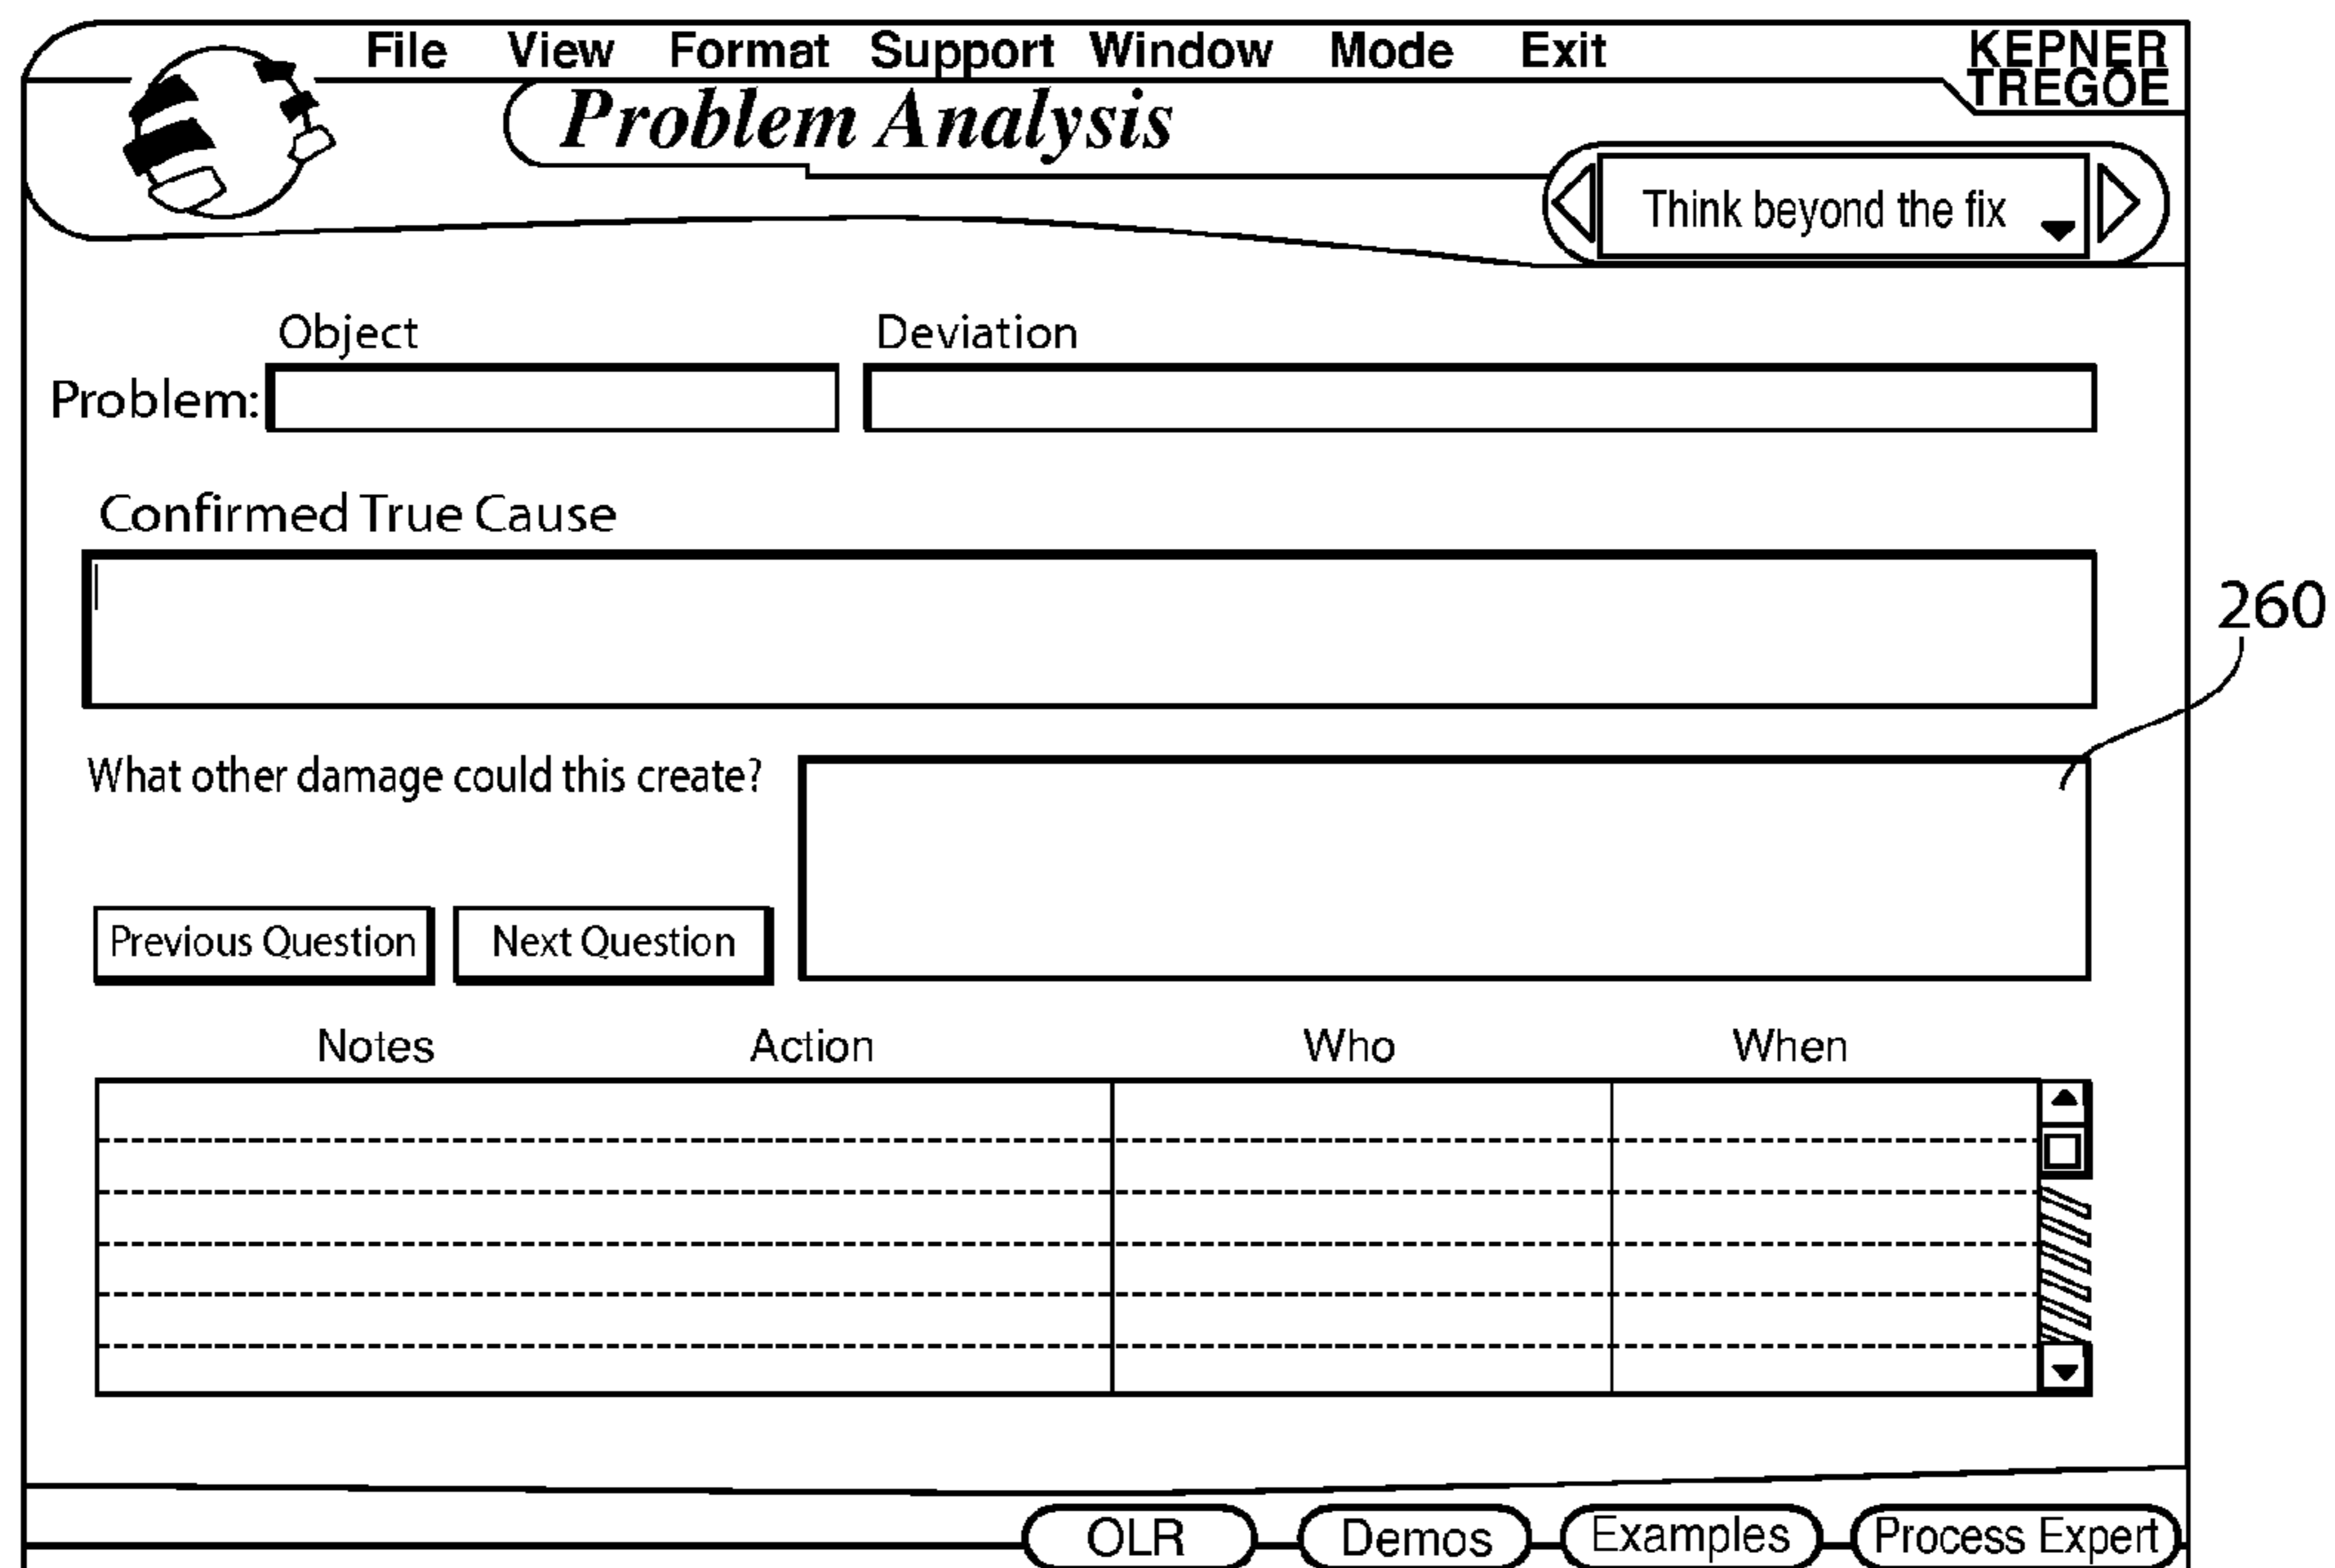 File View Format Support Window Mode Exit
KEPNER
TREGOE
Problem Analysis
Think beyond the fix
Object Deviation
Problem:
Confirmed True Cause
260
What other damage could this create?
Previous Question Next Question
Notes Action Who When
OLR Demos Examples Process Expert